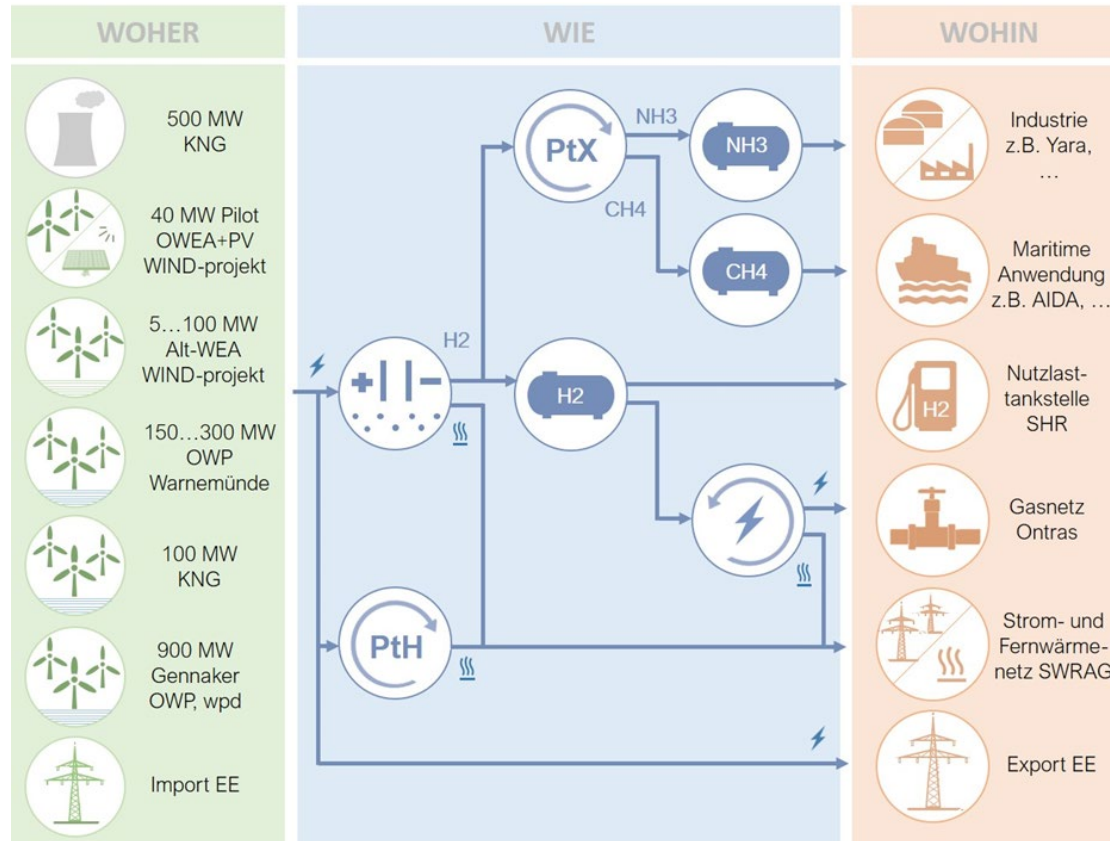 WOHER
WIE
WOHIN
500 MW
KNG
40 MW Pilot
OWEA+PV
WIND-projekt
5…100 MW
Alt-WEA
WIND-projekt
150…300 MW
OWP
Warnemünde
100 MW
KNG
900 MW
Gennaker
OWP, wpd
Import EE
H2
PtX
NH3
CH4
NH3
CH4
H2
PtH
Industrie
z.B. Yara,
…
Maritime
Anwendung
z.B. AIDA, …
H2
Nutzlast-
tankstelle
SHR
Gasnetz
Ontras
Strom- und
Fernwärme-
netz SWRAG
Export EE